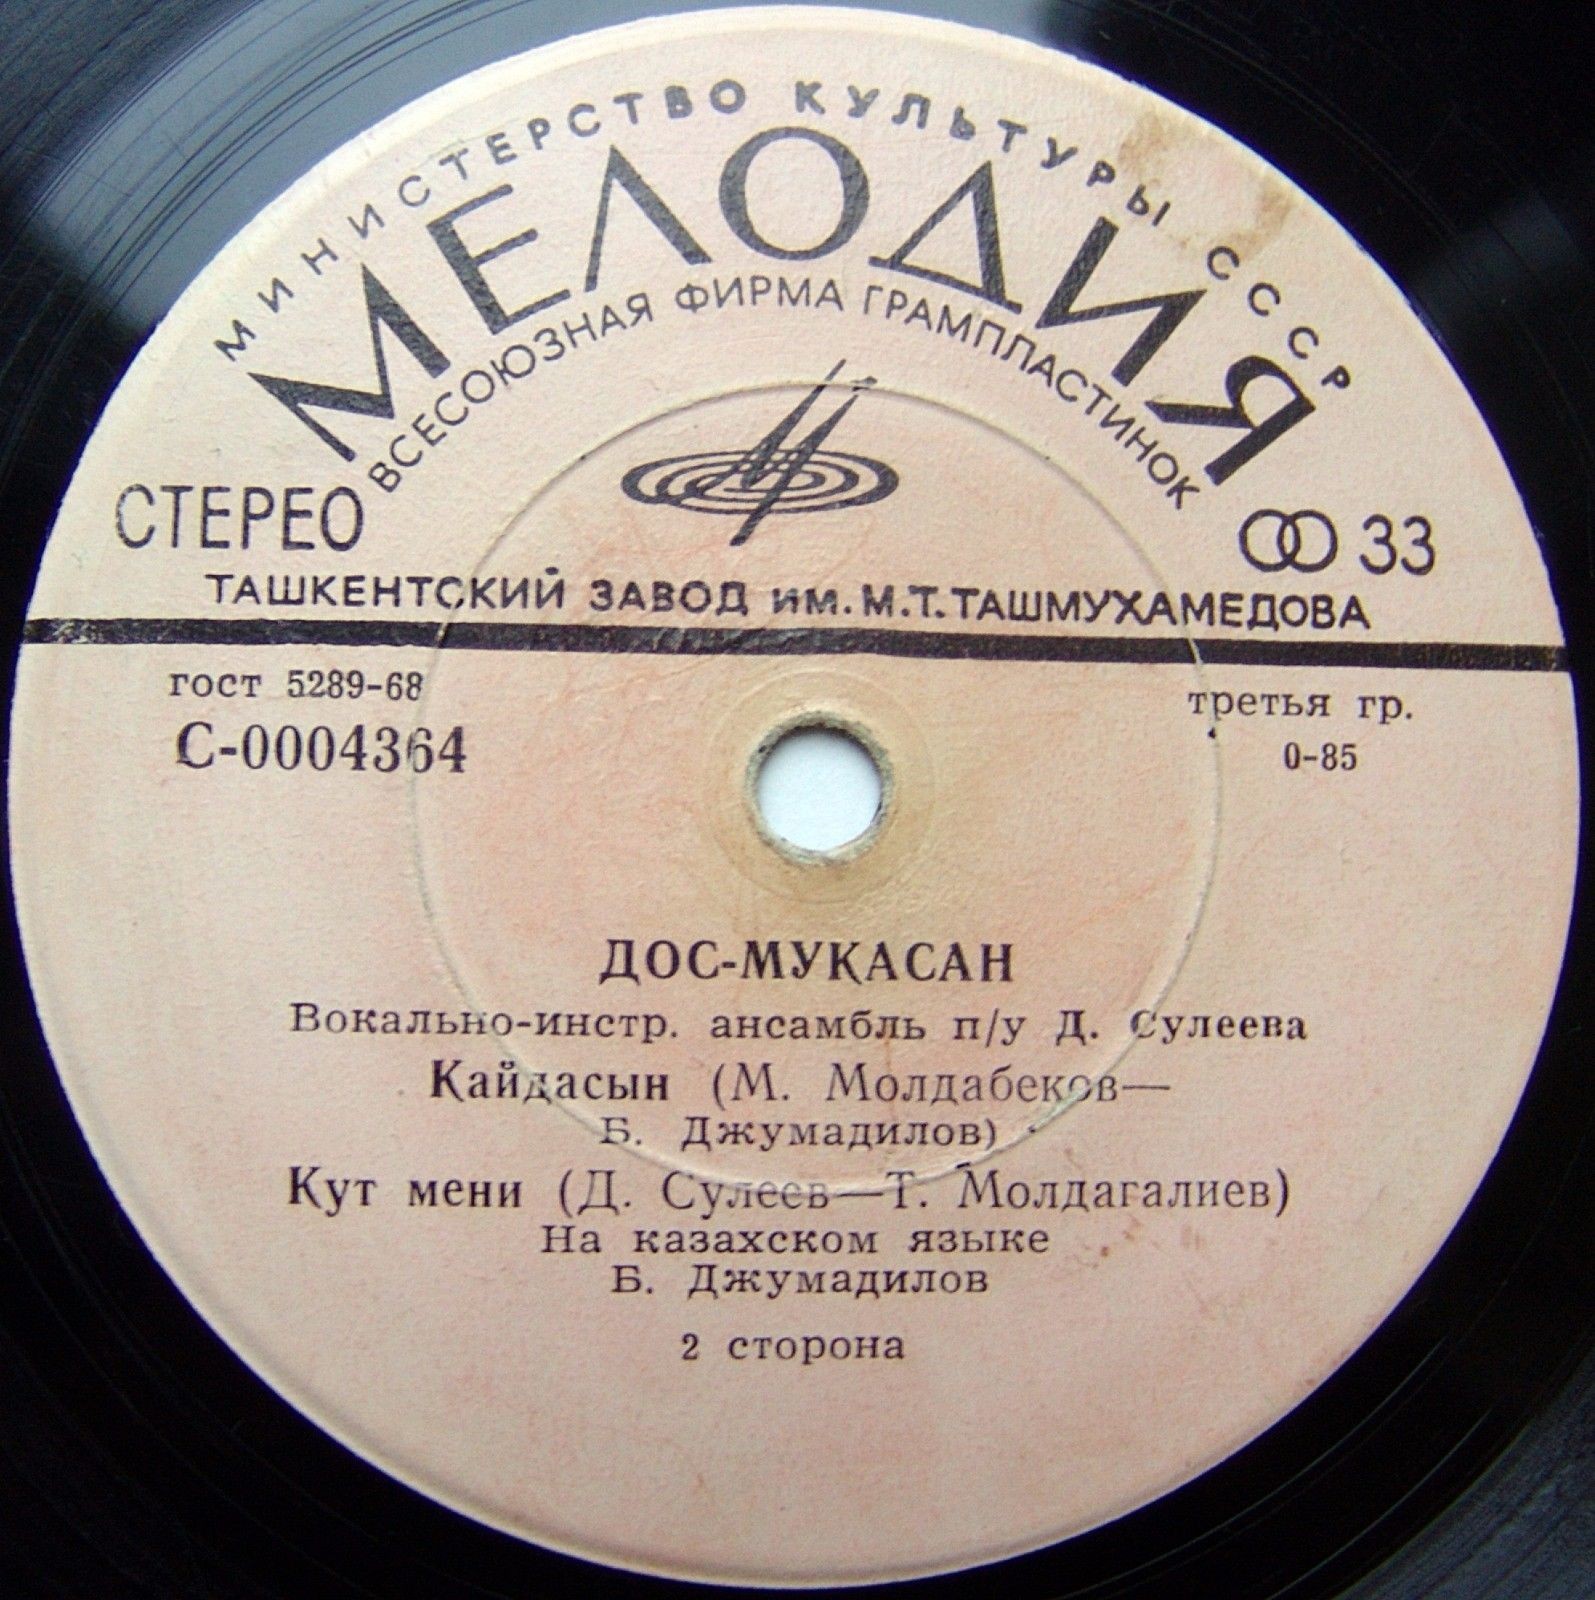 МИНИСТЕРСТВО КУЛЬТУРЫ СССР
МЕЛОДИЯ
ВСЕСОЮЗНАЯ ФИРМА ГРАМПЛАСТИНОК
СТЕРЕО
33
ТАШКЕНТСКИЙ ЗАВОД им. М.Т. ТАШМУХАМЕДОВА
гост 5289-68
третья гр.
С-0004364
0-85
ДОС-МУКАСАН
Вокально-инстр. ансамбль п/у Д. Сулеева
Кайдасын (М. Молдабеков—
Б. Джумадилов)
Кут мени (Д. Сулеев—Т. Молдагалиев)
На казахском языке
Б. Джумадилов
2 сторона